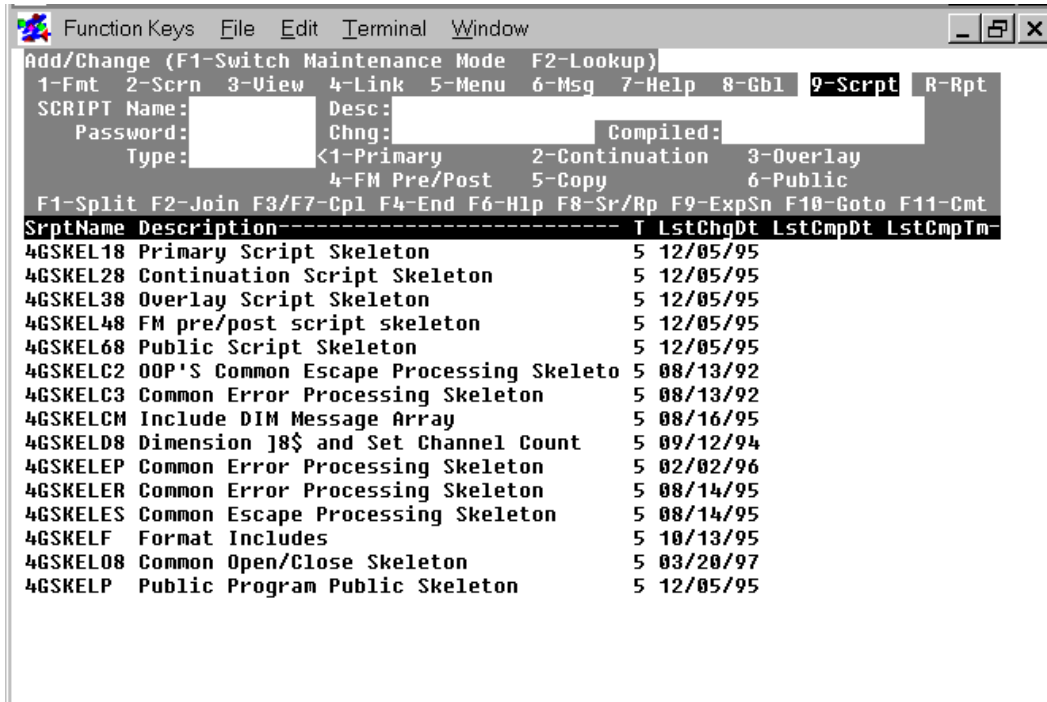 Function Keys File Edit Terminal Window
Add/Change (F1-Switch Maintenance Mode F2-Lookup)
1-Fmt 2-Scrn 3-View 4-Link 5-Menu 6-Msg 7-Help 8-Gbl 9-Scrpt R-Rpt
SCRIPT Name: Desc:
Password: Chng: Compiled:
Type: <1-Primary 2-Continuation 3-Overlay
4-FM Pre/Post 5-Copy 6-Public
F1-Split F2-Join F3/F7-Cpl F4-End F6-Hlp F8-Sr/Rp F9-ExpSn F10-Goto F11-Cmt
SrptName Description--------------------------- T LstChgDt LstCmpDt LstCmpTm-
4GSKEL18 Primary Script Skeleton 5 12/05/95
4GSKEL28 Continuation Script Skeleton 5 12/05/95
4GSKEL38 Overlay Script Skeleton 5 12/05/95
4GSKEL48 FM pre/post script skeleton 5 12/05/95
4GSKEL68 Public Script Skeleton 5 12/05/95
4GSKELC2 OOP'S Common Escape Processing Skeleto 5 08/13/92
4GSKELC3 Common Error Processing Skeleton 5 08/13/92
4GSKELCM Include DIM Message Array 5 08/16/95
4GSKELD8 Dimension ]8$ and Set Channel Count 5 09/12/94
4GSKELEP Common Error Processing Skeleton 5 02/02/96
4GSKELER Common Error Processing Skeleton 5 08/14/95
4GSKELES Common Escape Processing Skeleton 5 08/14/95
4GSKELF Format Includes 5 10/13/95
4GSKELO8 Common Open/Close Skeleton 5 03/20/97
4GSKELP Public Program Public Skeleton 5 12/05/95